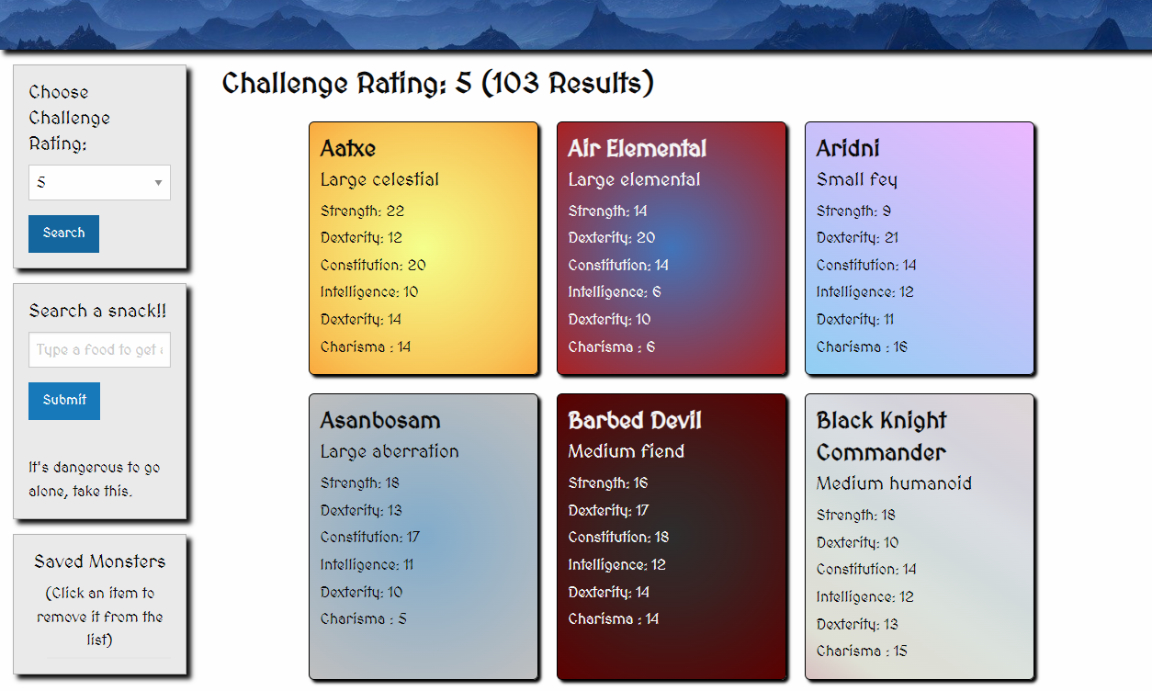 Choose
Challenge
Rating:
5
Search
Search a snack!!
Type a food to get
Submit
It's dangerous to go
alone, take this.
Saved Monsters
(Click an item to
remove it from the
list)
Challenge Rating: 5 (103 Results)
Aatxe
Large celestial
Strength: 22
Dexterity: 12
Constitution: 20
Intelligence: 10
Dexterity: 14
Charisma : 14
Air Elemental
Large elemental
Strength: 14
Dexterity: 20
Constitution: 14
Intelligence: 6
Dexterity: 10
Charisma : 6
Aridni
Small fey
Strength: 9
Dexterity: 21
Constitution: 14
Intelligence: 12
Dexterity: 11
Charisma : 16
Asanbosam
Large aberration
Strength: 18
Dexterity: 13
Constitution: 17
Intelligence: 11
Dexterity: 10
Charisma : 5
Barbed Devil
Medium fiend
Strength: 16
Dexterity: 17
Constitution: 18
Intelligence: 12
Dexterity: 14
Charisma : 14
Black Knight
Commander
Medium humanoid
Strength: 18
Dexterity: 10
Constitution: 14
Intelligence: 12
Dexterity: 13
Charisma : 15